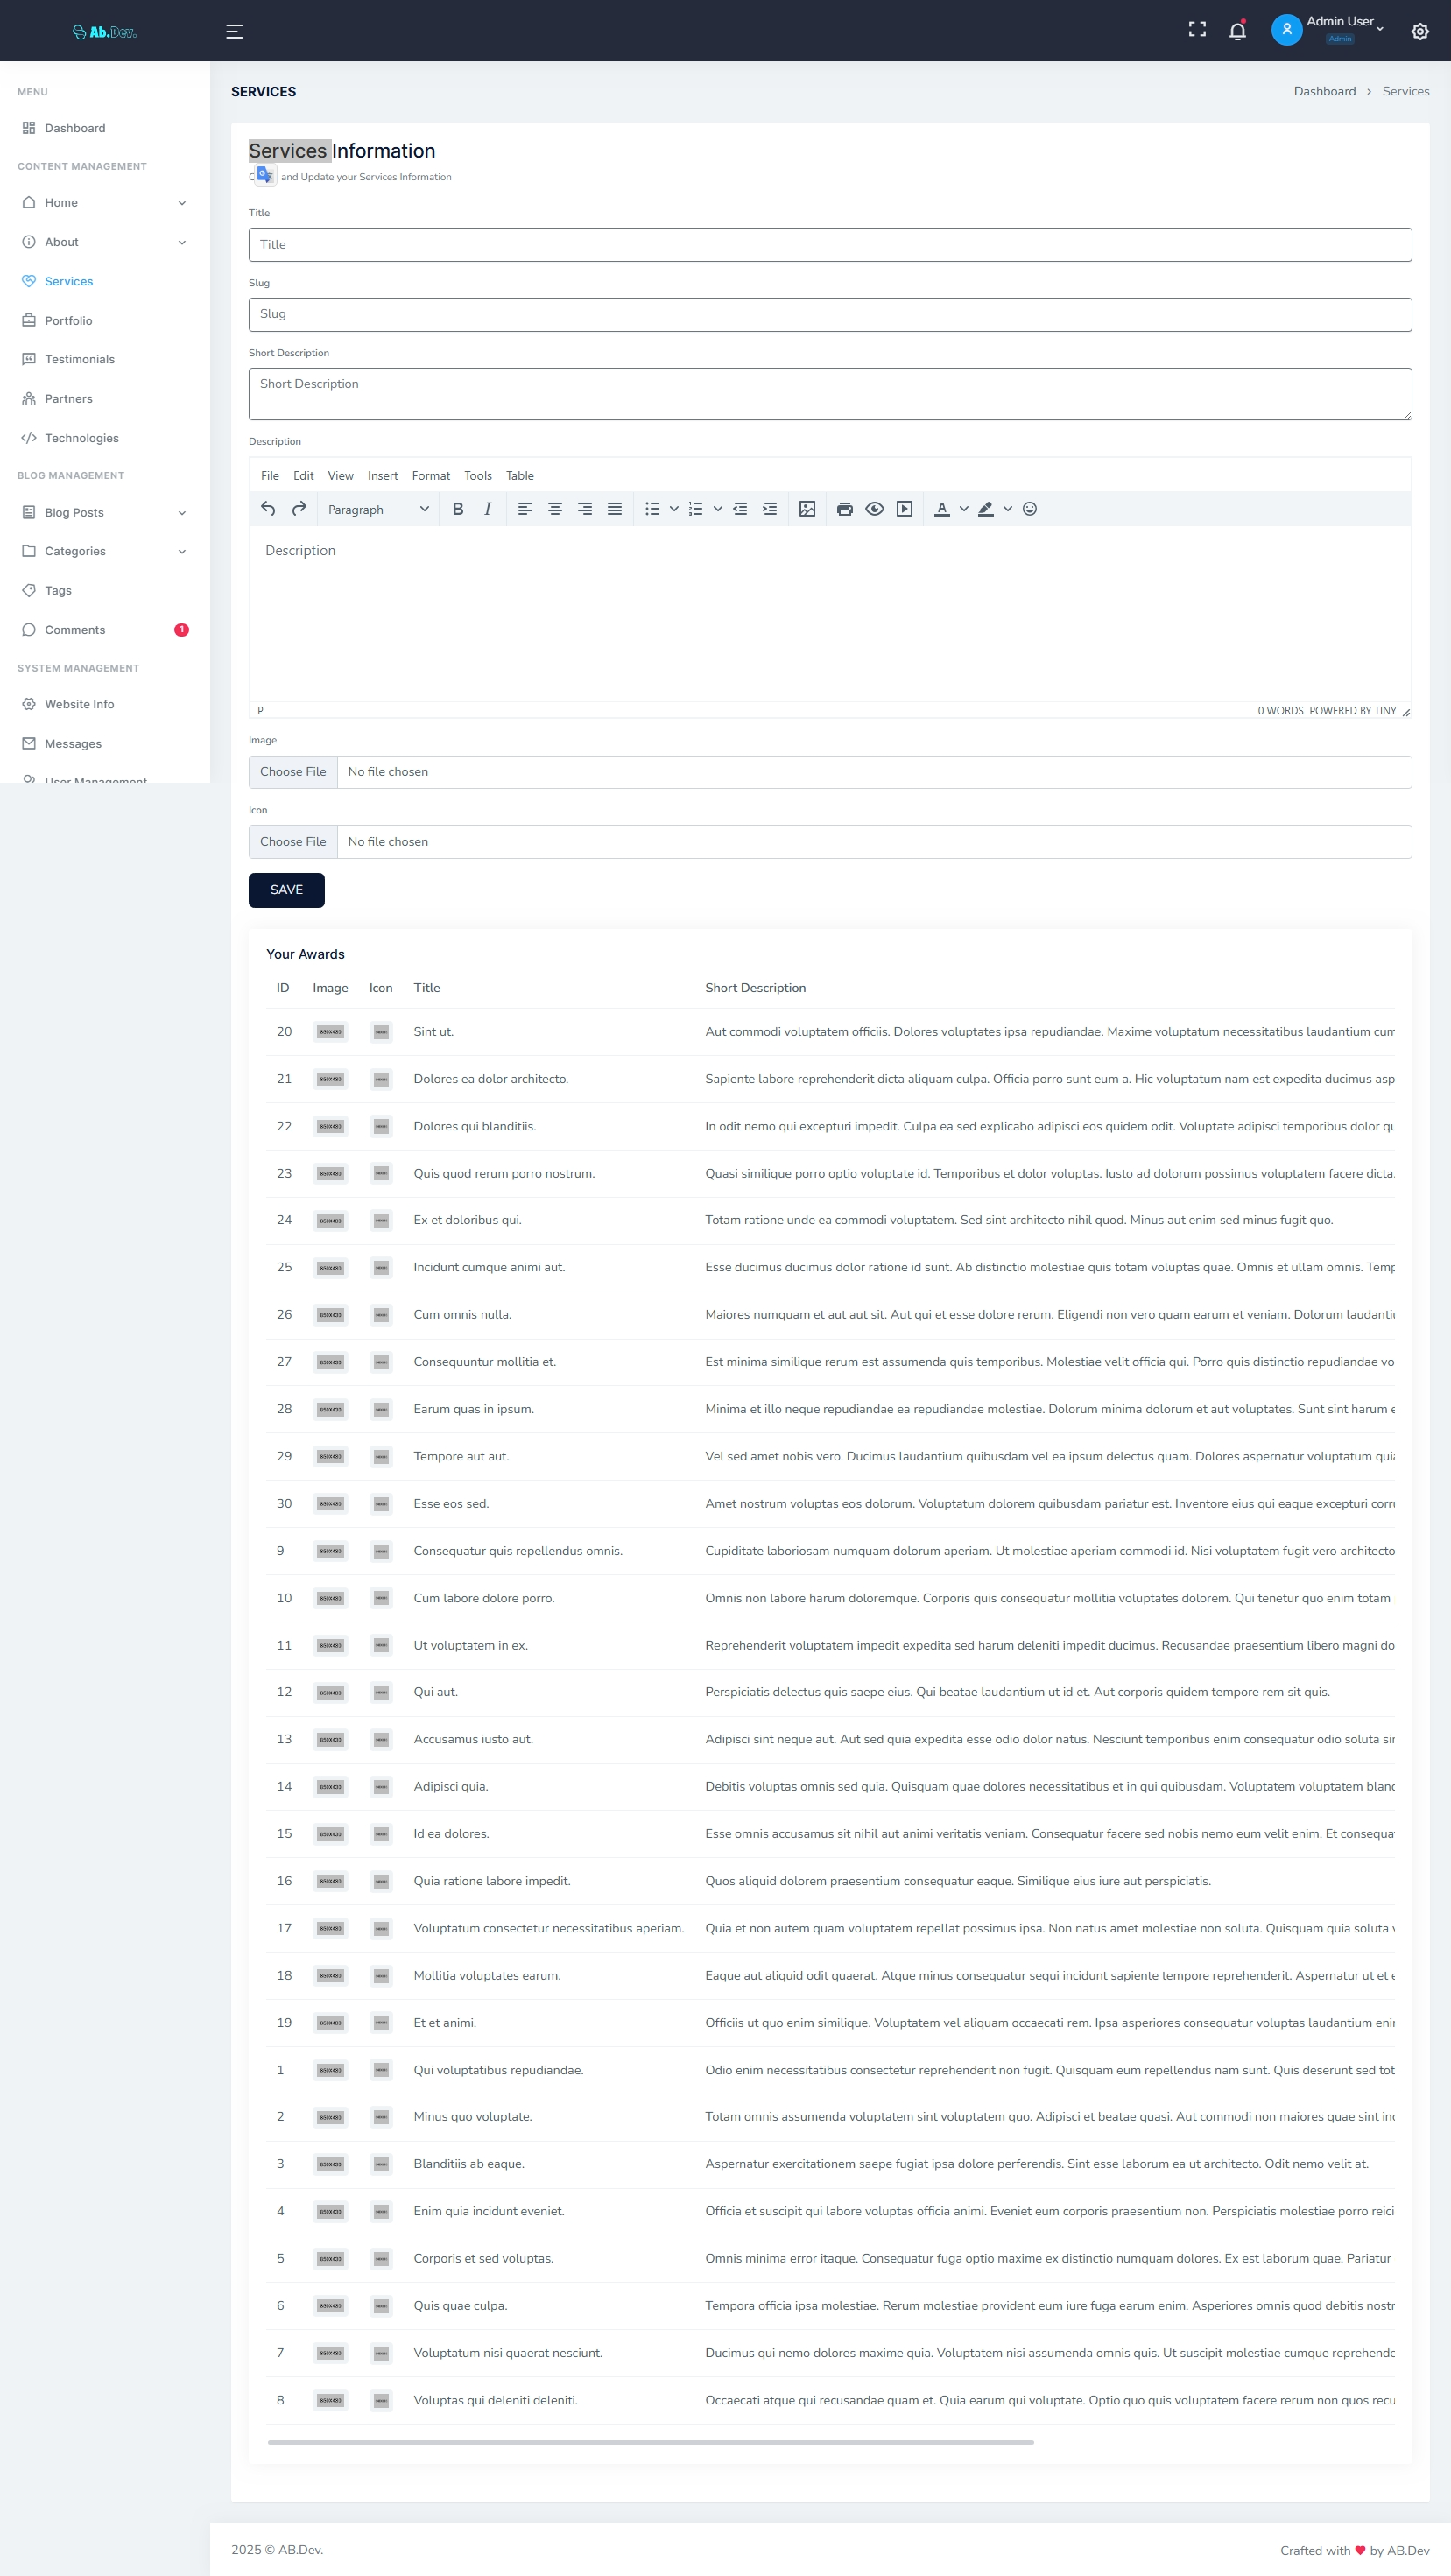 Ab.Dev.
Admin User
Admin
MENU
Dashboard
CONTENT MANAGEMENT
Home
About
Services
Portfolio
Testimonials
Partners
Technologies
BLOG MANAGEMENT
Blog Posts
Categories
Tags
Comments 1
SYSTEM MANAGEMENT
Website Info
Messages
User Management
SERVICES
Dashboard > Services
Services Information
and Update your Services Information
Title
Title
Slug
Slug
Short Description
Short Description
Description
File Edit View Insert Format Tools Table
Paragraph B I
Description
P 0 WORDS POWERED BY TINY
Image
Choose File No file chosen
Icon
Choose File No file chosen
SAVE
Your Awards
ID Image Icon Title Short Description
20 Sint ut. Aut commodi voluptatem officiis. Dolores voluptates ipsa repudiandae. Maxime voluptatum necessitatibus laudantium cum
21 Dolores ea dolor architecto. Sapiente labore reprehenderit dicta aliquam culpa. Officia porro sunt eum a. Hic voluptatum nam est expedita ducimus asp
22 Dolores qui blanditiis. In odit nemo qui excepturi impedit. Culpa ea sed explicabo adipisci eos quidem odit. Voluptate adipisci temporibus dolor qu
23 Quis quod rerum porro nostrum. Quasi similique porro optio voluptate id. Temporibus et dolor voluptas. Iusto ad dolorum possimus voluptatem facere dicta.
24 Ex et doloribus qui. Totam ratione unde ea commodi voluptatem. Sed sint architecto nihil quod. Minus aut enim sed minus fugit quo.
25 Incidunt cumque animi aut. Esse ducimus ducimus dolor ratione id sunt. Ab distinctio molestiae quis totam voluptas quae. Omnis et ullam omnis. Temp
26 Cum omnis nulla. Maiores numquam et aut aut sit. Aut qui et esse dolore rerum. Eligendi non vero quam earum et veniam. Dolorum laudanti
27 Consequuntur mollitia et. Est minima similique rerum est assumenda quis temporibus. Molestiae velit officia qui. Porro quis distinctio repudiandae vo
28 Earum quas in ipsum. Minima et illo neque repudiandae ea repudiandae molestiae. Dolorum minima dolorum et aut voluptates. Sunt sint harum e
29 Tempore aut aut. Vel sed amet nobis vero. Ducimus laudantium quibusdam vel ea ipsum delectus quam. Dolores aspernatur voluptatum quia
30 Esse eos sed. Amet nostrum voluptas eos dolorum. Voluptatum dolorem quibusdam pariatur est. Inventore eius qui eaque excepturi corr
9 Consequatur quis repellendus omnis. Cupiditate laboriosam numquam dolorum aperiam. Ut molestiae aperiam commodi id. Nisi voluptatem fugit vero architecto
10 Cum labore dolore porro. Omnis non labore harum doloremque. Corporis quis consequatur mollitia voluptates dolorem. Qui tenetur quo enim totam
11 Ut voluptatem in ex. Reprehenderit voluptatem impedit expedita sed harum deleniti impedit ducimus. Recusandae praesentium libero magni do
12 Qui aut. Perspiciatis delectus quis saepe eius. Qui beatae laudantium ut id et. Aut corporis quidem tempore rem sit quis.
13 Accusamus iusto aut. Adipisci sint neque aut. Aut sed quia expedita esse odio dolor natus. Nesciunt temporibus enim consequatur odio soluta sin
14 Adipisci quia. Debitis voluptas omnis sed quia. Quisquam quae dolores necessitatibus et in qui quibusdam. Voluptatem voluptatem bland
15 Id ea dolores. Esse omnis accusamus sit nihil aut animi veritatis veniam. Consequatur facere sed nobis nemo eum velit enim. Et consequa
16 Quia ratione labore impedit. Quos aliquid dolorem praesentium consequatur eaque. Similique eius iure aut perspiciatis.
17 Voluptatum consectetur necessitatibus aperiam. Quia et non autem quam voluptatem repellat possimus ipsa. Non natus amet molestiae non soluta. Quisquam quia soluta v
18 Mollitia voluptates earum. Eaque aut aliquid odit quaerat. Atque minus consequatur sequi incidunt sapiente tempore reprehenderit. Aspernatur ut et e
19 Et et animi. Officiis ut quo enim similique. Voluptatem vel aliquam occaecati rem. Ipsa asperiores consequatur voluptas laudantium enim
1 Qui voluptatibus repudiandae. Odio enim necessitatibus consectetur reprehenderit non fugit. Quisquam eum repellendus nam sunt. Quis deserunt sed tot
2 Minus quo voluptate. Totam omnis assumenda voluptatem sint voluptatem quo. Adipisci et beatae quasi. Aut commodi non maiores quae sint inc
3 Blanditiis ab eaque. Aspernatur exercitationem saepe fugiat ipsa dolore perferendis. Sint esse laborum ea ut architecto. Odit nemo velit at.
4 Enim quia incidunt eveniet. Officia et suscipit qui labore voluptas officia animi. Eveniet eum corporis praesentium non. Perspiciatis molestiae porro reici
5 Corporis et sed voluptas. Omnis minima error itaque. Consequatur fuga optio maxime ex distinctio numquam dolores. Ex est laborum quae. Pariatur
6 Quis quae culpa. Tempora officia ipsa molestiae. Rerum molestiae provident eum iure fuga earum enim. Asperiores omnis quod debitis nostr
7 Voluptatum nisi quaerat nesciunt. Ducimus qui nemo dolores maxime quia. Voluptatem nisi assumenda omnis quis. Ut suscipit molestiae cumque reprehende
8 Voluptas qui deleniti deleniti. Occaecati atque qui recusandae quam et. Quia earum qui voluptate. Optio quo quis voluptatem facere rerum non quos recu
2025 © AB.Dev.
Crafted with ❤ by AB.Dev